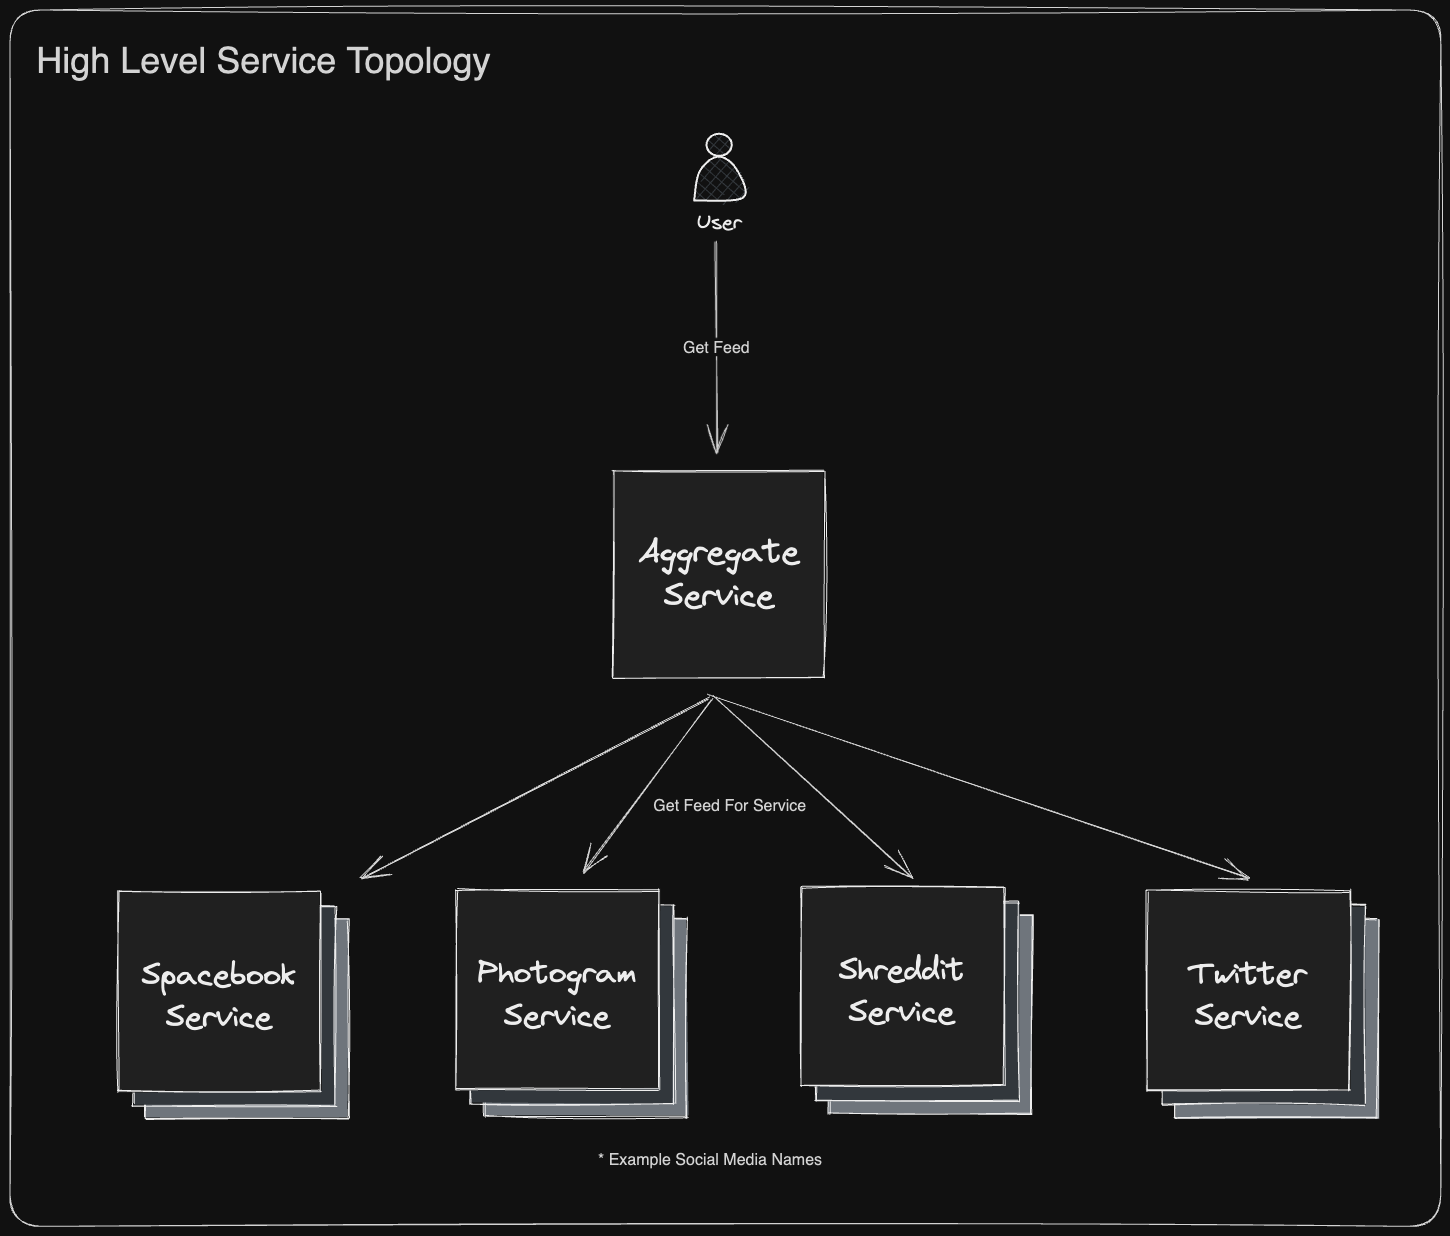 High Level Service Topology
User
Get Feed
Aggregate
Service
Get Feed For Service
Spacebook
Service
Photogram
Service
Shreddit
Service
Twitter
Service
* Example Social Media Names